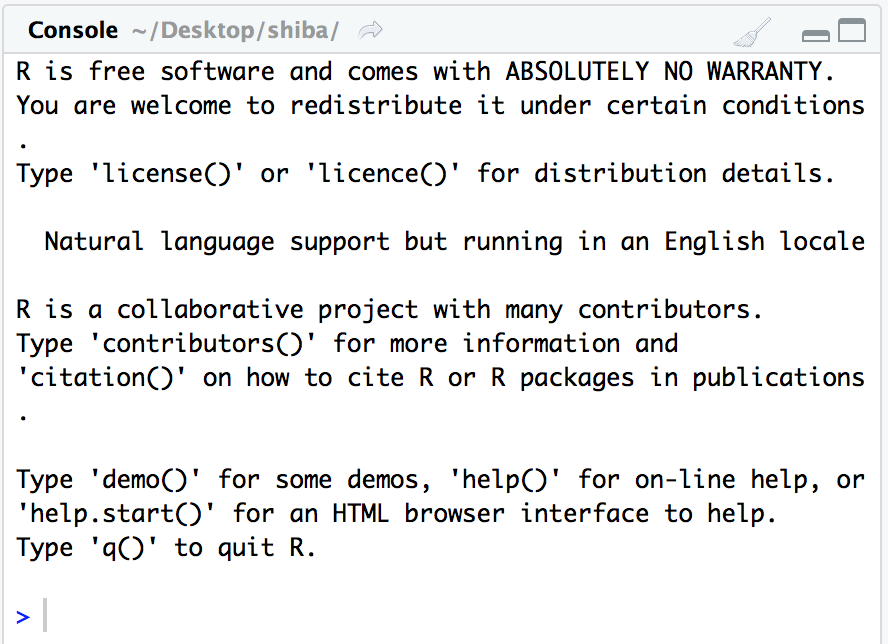 Console ~/Desktop/shiba/
R is free software and comes with ABSOLUTELY NO WARRANTY.
You are welcome to redistribute it under certain conditions
.
Type 'license()' or 'licence()' for distribution details.
Natural language support but running in an English locale
R is a collaborative project with many contributors.
Type 'contributors()' for more information and
'citation()' on how to cite R or R packages in publications
.
Type 'demo()' for some demos, 'help()' for on-line help, or
'help.start()' for an HTML browser interface to help.
Type 'q()' to quit R.
>